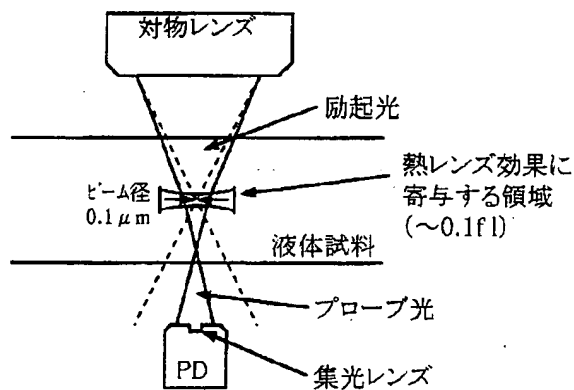 対物レンズ
励起光
ビーム径
0.1μm
熱レンズ効果に
寄与する領域
(～0.1fl)
液体試料
プローブ光
PD
集光レンズ